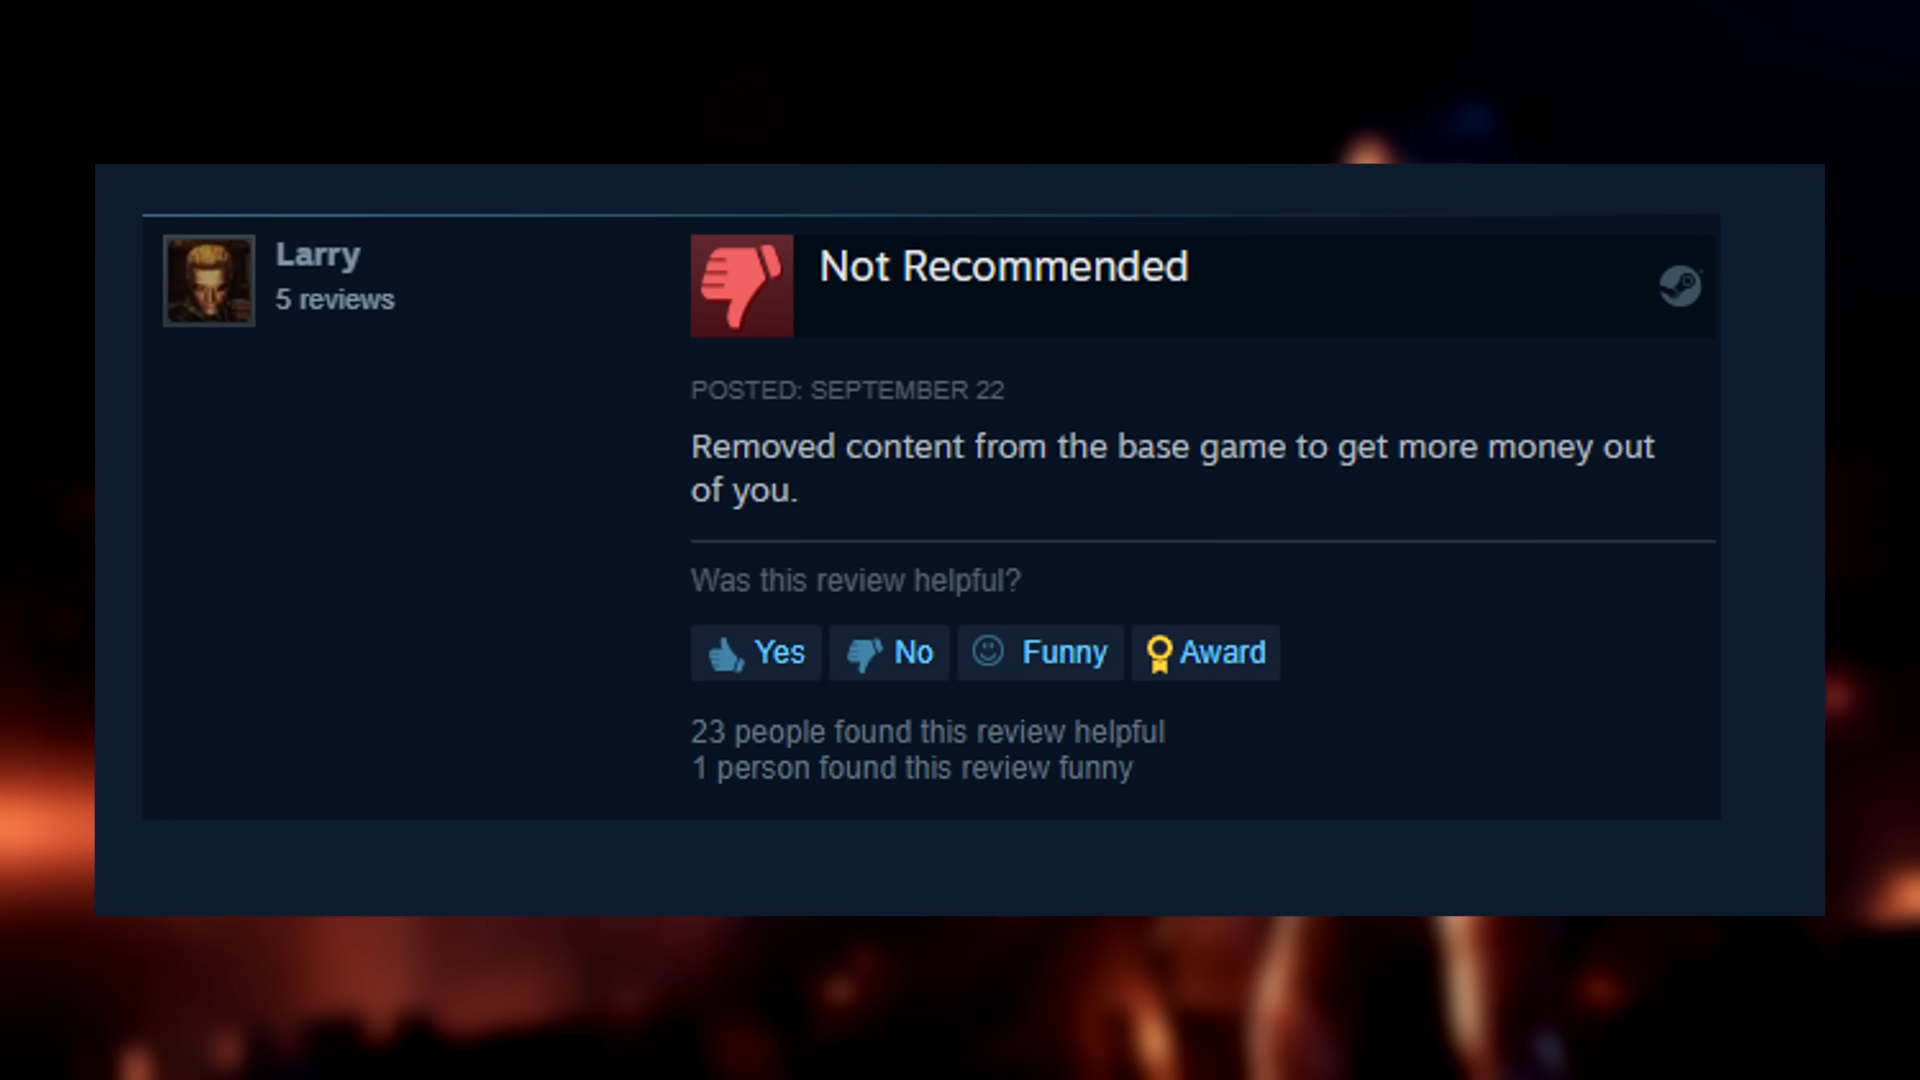 Larry
5 reviews
Not Recommended
POSTED: SEPTEMBER 22
Removed content from the base game to get more money out
of you.
Was this review helpful?
Yes
No
Funny
Award
23 people found this review helpful
1 person found this review funny